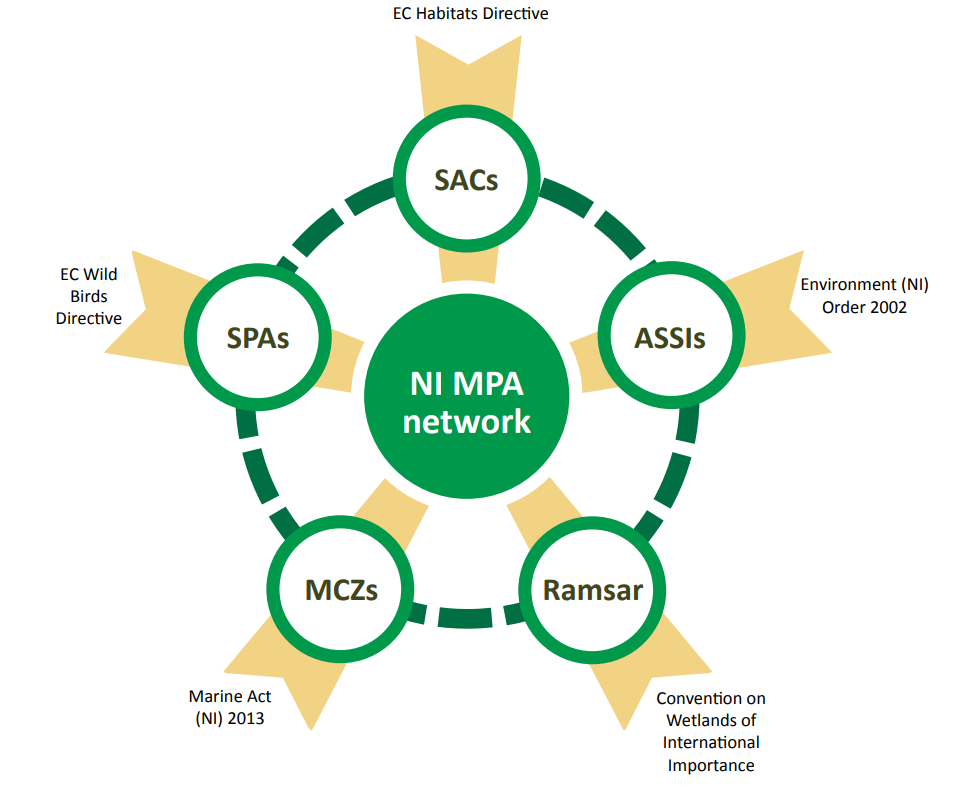 EC Habitats Directive
SACs
EC Wild
Birds
Directive
SPAs
ASSIs
Environment (NI)
Order 2002
NI MPA
network
MCZs
Ramsar
Marine Act
(NI) 2013
Convention on
Wetlands of
International
Importance